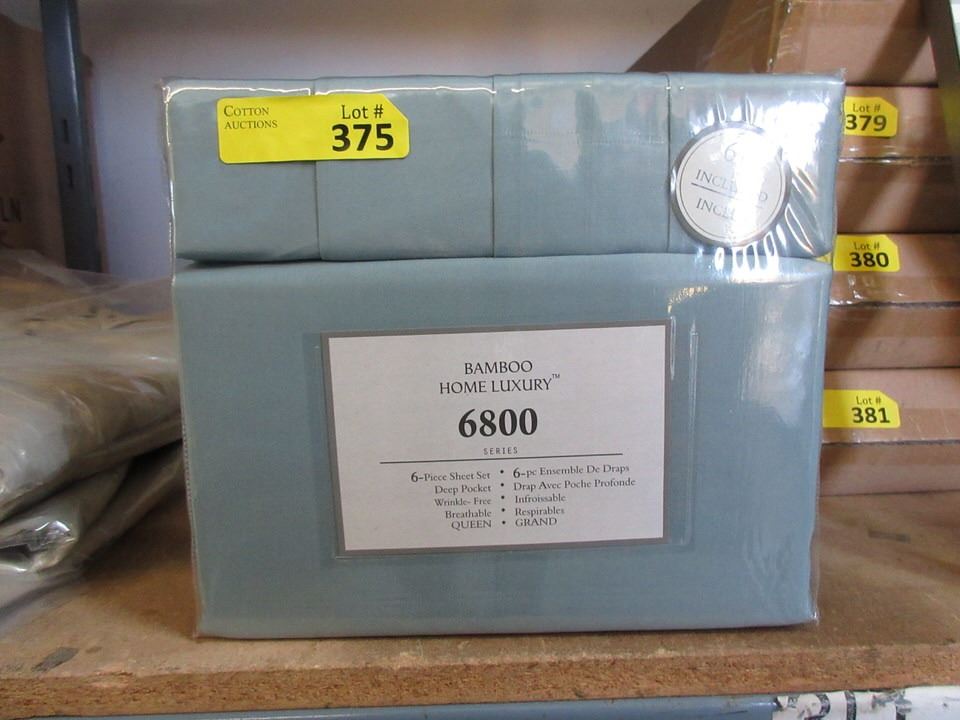 COTTON
AUCTIONS
Lot #
375
6
Lot #
379
Lot #
380
Lot #
381
BAMBOO
HOME LUXURY™
6800
SERIES
6-Piece Sheet Set • 6-pc Ensemble De Draps
Deep Pocket • Drap Avec Poche Profonde
Wrinkle- Free • Infroissable
Breathable • Respirables
QUEEN • GRAND